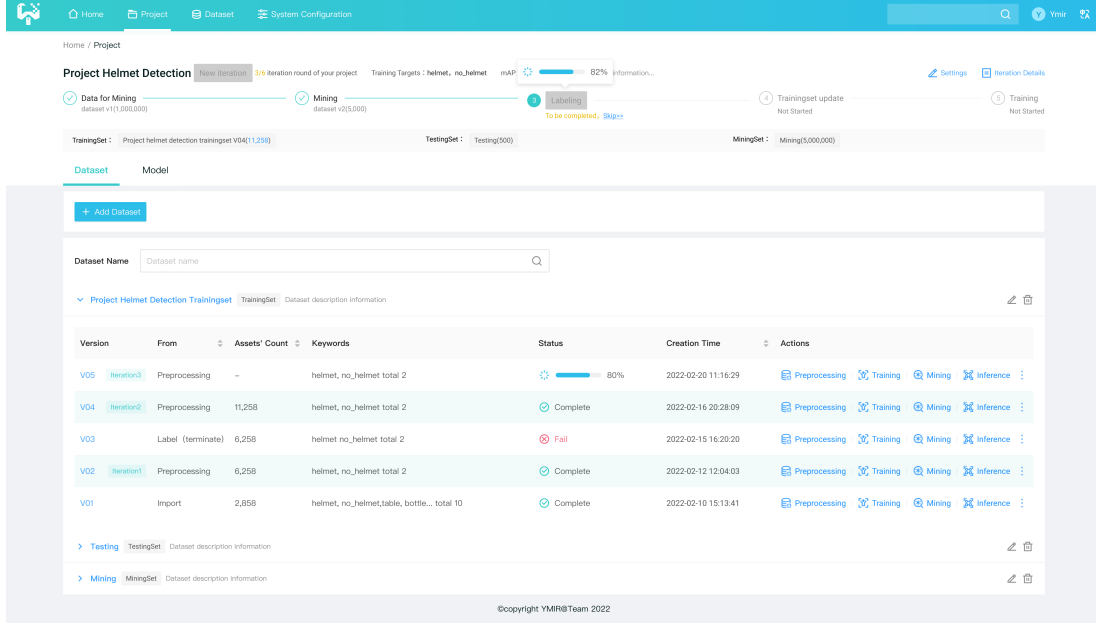 Home Project Dataset System Configuration Y Ymir
Home / Project
Project Helmet Detection New iteration 3/6 iteration round of your project Training Targets : helmet, no_helmet mAP 82% information... Settings Iteration Details
Data for Mining Mining 3 Labeling 4 Trainingset update 5 Training
dataset v1(1,000,000) dataset v2(5,000) To be completed, Skip>> Not Started Not Started
TrainingSet : Project helmet detection trainingset V04(11,258) TestingSet : Testing(500) MiningSet : Mining(5,000,000)
Dataset Model
+ Add Dataset
Dataset Name Dataset name
Project Helmet Detection Trainingset TrainingSet Dataset description information
Version From Assets' Count Keywords Status Creation Time Actions
V05 Iteration3 Preprocessing – helmet, no_helmet total 2 80% 2022-02-20 11:16:29 Preprocessing Training Mining Inference
V04 Iteration2 Preprocessing 11,258 helmet, no_helmet total 2 Complete 2022-02-16 20:28:09 Preprocessing Training Mining Inference
V03 Label (terminate) 6,258 helmet no_helmet total 2 Fail 2022-02-15 16:20:20 Preprocessing Training Mining Inference
V02 Iteration1 Preprocessing 6,258 helmet, no_helmet total 2 Complete 2022-02-12 12:04:03 Preprocessing Training Mining Inference
V01 Import 2,858 helmet, no_helmet,table, bottle... total 10 Complete 2022-02-10 15:13:41 Preprocessing Training Mining Inference
Testing TestingSet Dataset description information
Mining MiningSet Dataset description information
©copyright YMIR@Team 2022